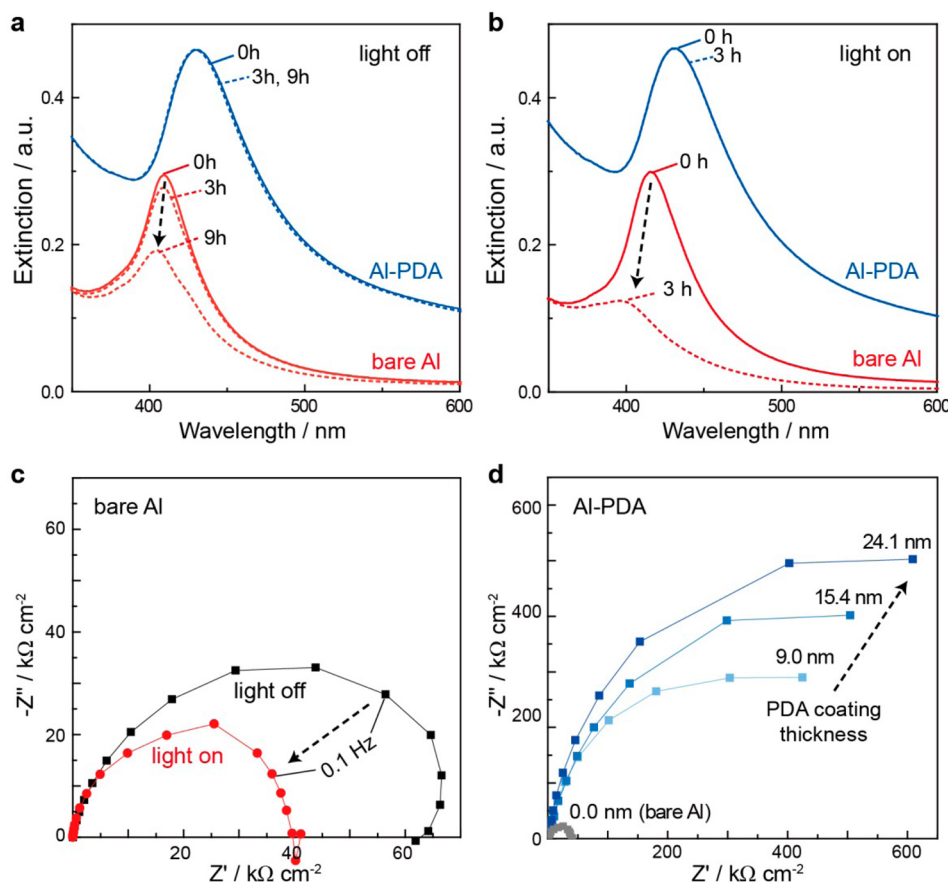 a
light off
0h
3h, 9h
0h
3h
9h
Al-PDA
bare Al
0.4
0.2
0.0
400
500
600
Extinction / a.u.
Wavelength / nm
b
light on
0 h
3 h
0 h
3 h
Al-PDA
bare Al
0.4
0.2
0.0
400
500
600
Extinction / a.u.
Wavelength / nm
c
bare Al
light off
light on
0.1 Hz
60
40
20
0
20
40
60
-Z" / kΩ cm⁻²
Z' / kΩ cm⁻²
d
Al-PDA
24.1 nm
15.4 nm
9.0 nm
PDA coating
thickness
0.0 nm (bare Al)
600
400
200
0
0
200
400
600
-Z" / kΩ cm⁻²
Z' / kΩ cm⁻²